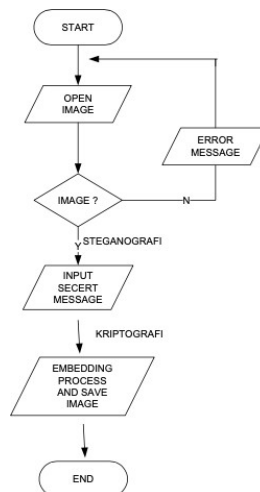 START
OPEN
IMAGE
ERROR
MESSAGE
IMAGE ?
N
Y
STEGANOGRAFI
INPUT
SECERT
MESSAGE
KRIPTOGRAFI
EMBEDDING
PROCESS
AND SAVE
IMAGE
END